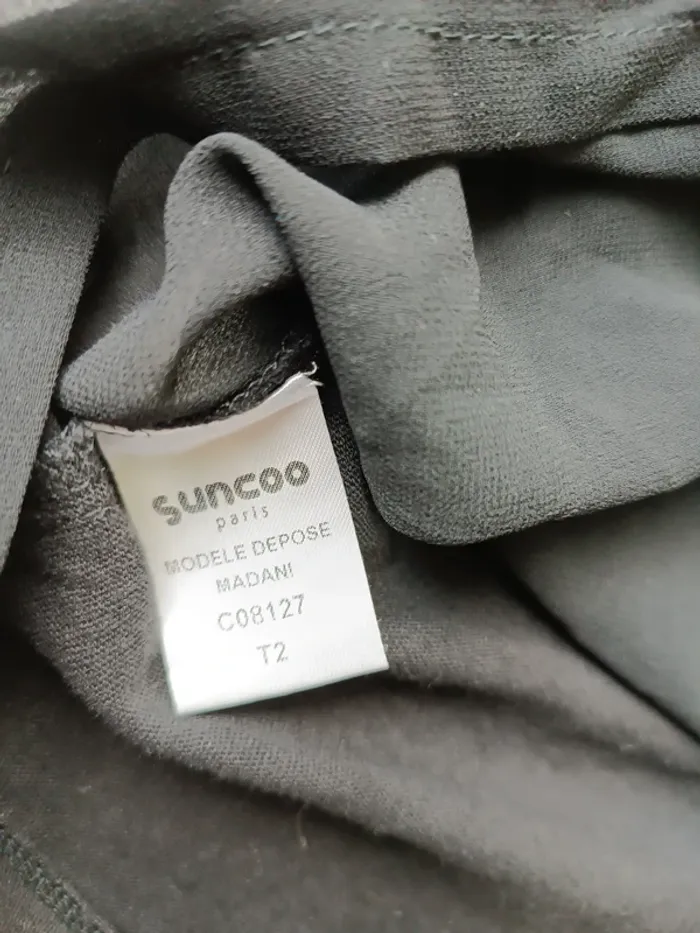 suncoo
paris
MODELE DEPOSE
MADANI
C08127
T2